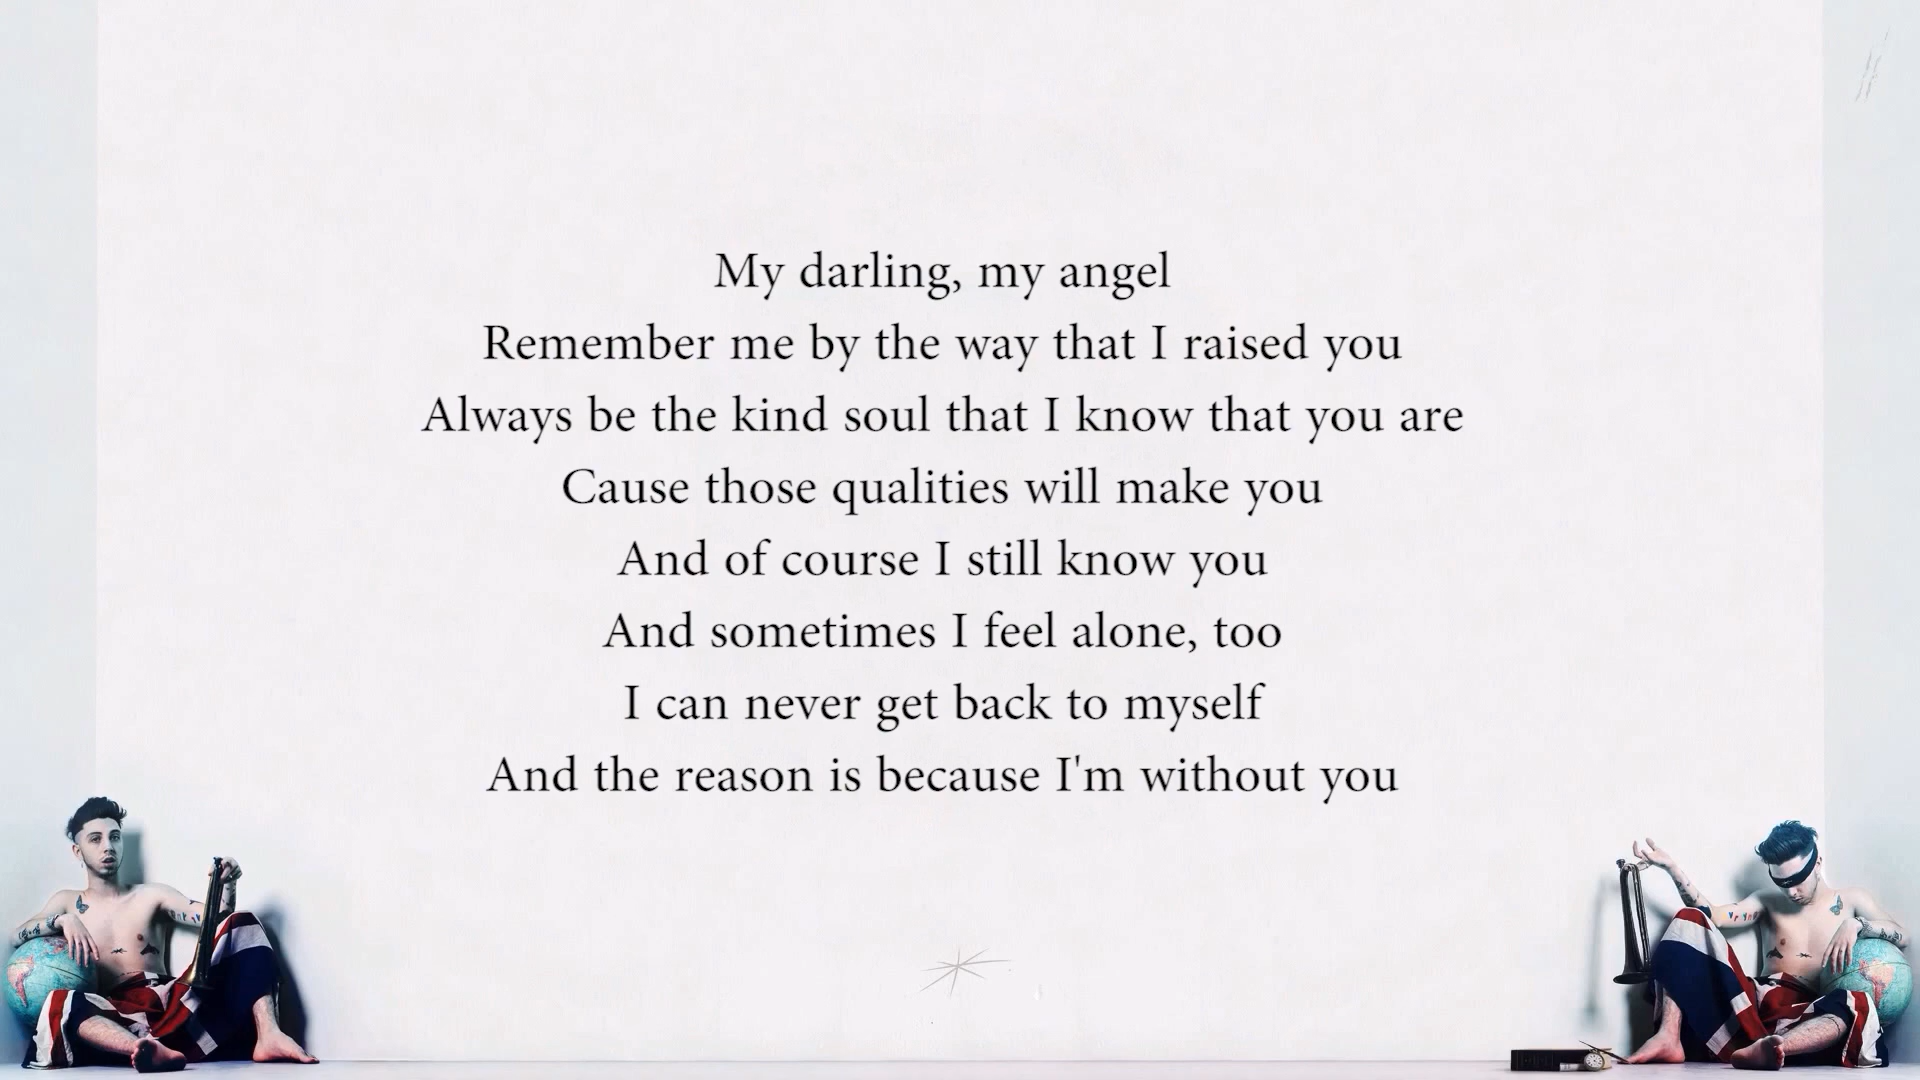 My darling, my angel
Remember me by the way that I raised you
Always be the kind soul that I know that you are
Cause those qualities will make you
And of course I still know you
And sometimes I feel alone, too
I can never get back to myself
And the reason is because I'm without you